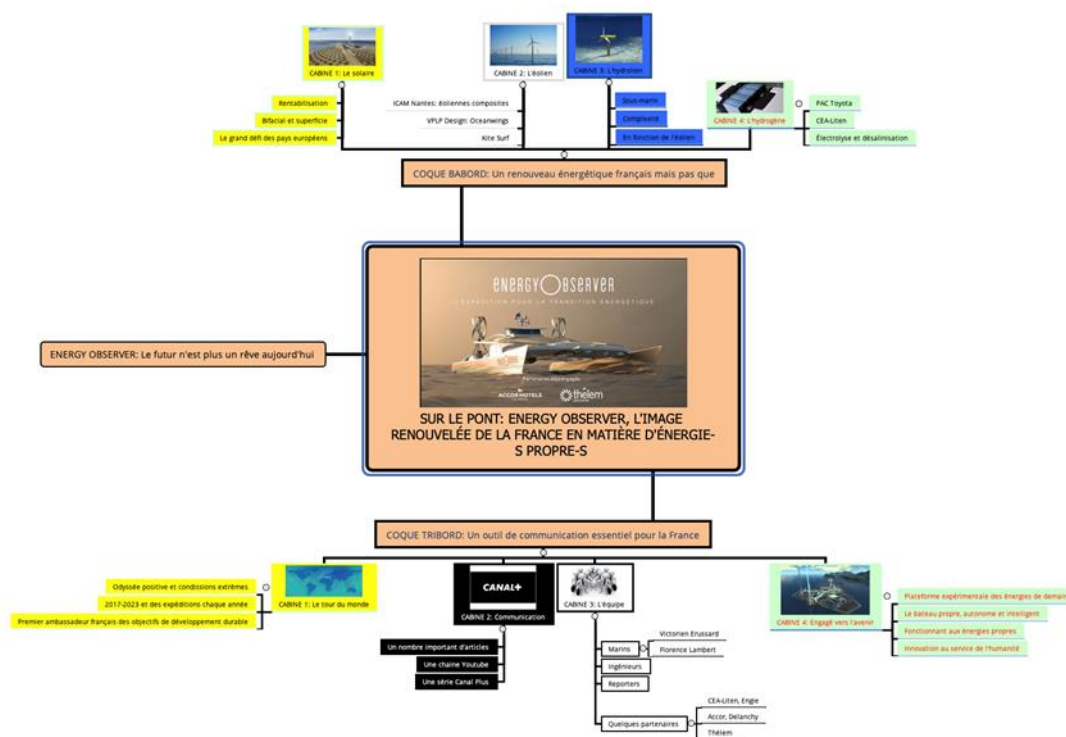 CABINE 1: Le solaire
Rentabilisation
Bifacial et superficie
Le grand défi des pays européens
CABINE 2: L'éolien
ICAM Nantes: éoliennes composites
VPLP Design: Oceanwings
Kite Surf
CABINE 3: L'hydrolien
Sous-marin
Complexité
En fonction de l'éolien
CABINE 4: L'hydrogène
PAC Toyota
CEA-Liten
Électrolyse et désalinisation
COQUE BABORD: Un renouveau énergétique français mais pas que
ENERGY OBSERVER
L'EXPÉDITION POUR LA TRANSITION ÉNERGÉTIQUE
ACCORHOTELS
thélem
SUR LE PONT: ENERGY OBSERVER, L'IMAGE
RENOUVELÉE DE LA FRANCE EN MATIÈRE D'ÉNERGIE-
S PROPRE-S
ENERGY OBSERVER: Le futur n'est plus un rêve aujourd'hui
COQUE TRIBORD: Un outil de communication essentiel pour la France
Odyssée positive et condissions extrêmes
2017-2023 et des expéditions chaque année
Premier ambassadeur français des objectifs de développement durable
CABINE 1: Le tour du monde
CANAL+
CABINE 2: Communication
Un nombre important d'articles
Une chaine Youtube
Une série Canal Plus
CABINE 3: L'équipe
Marins
Victorien Erussard
Florence Lambert
Ingénieurs
Reporters
Quelques partenaires
CEA-Liten, Engie
Accor, Delanchy
Thélem
CABINE 4: Engagé vers l'avenir
Plateforme expérimentale des énergies de demain
Le bateau propre, autonome et intelligent
Fonctionnant aux énergies propres
Innovation au service de l'humanité